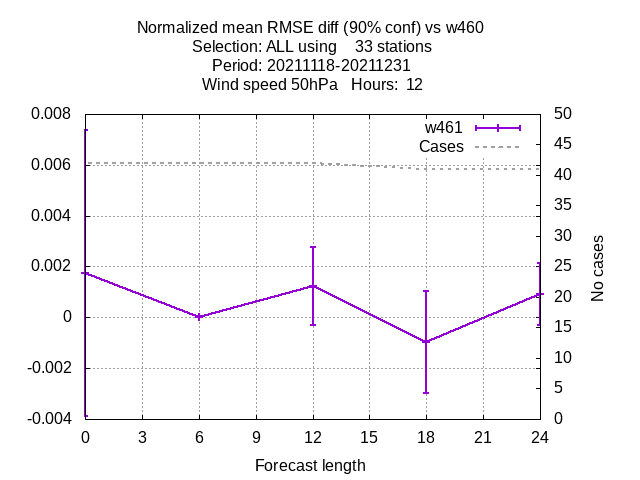 Normalized mean RMSE diff (90% conf) vs w460
Selection: ALL using    33 stations
Period: 20211118-20211231
Wind speed 50hPa   Hours:  12
0.008
0.006
0.004
0.002
0
-0.002
-0.004
50
45
40
35
30
25
20
15
10
5
0
w461
Cases
No cases
0 3 6 9 12 15 18 21 24
Forecast length